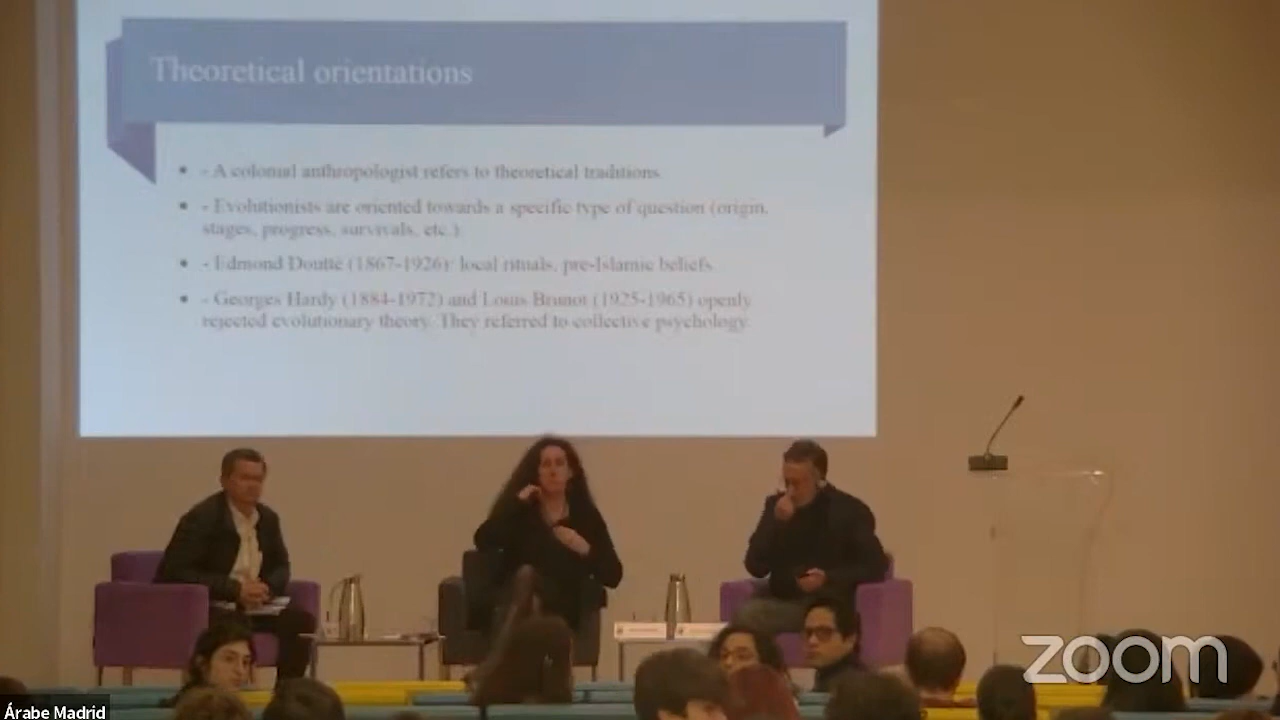 Theoretical orientations
• - A colonial anthropologist refers to theoretical traditions.
• - Evolutionists are oriented towards a specific type of question (origin,
stages, progress, survivals, etc.)
• - Edmond Doutté (1867-1926): local rituals, pre-Islamic beliefs.
• - Georges Hardy (1884-1972) and Louis Brunot (1925-1965) openly
rejected evolutionary theory. They referred to collective psychology.
zoom
Árabe Madrid